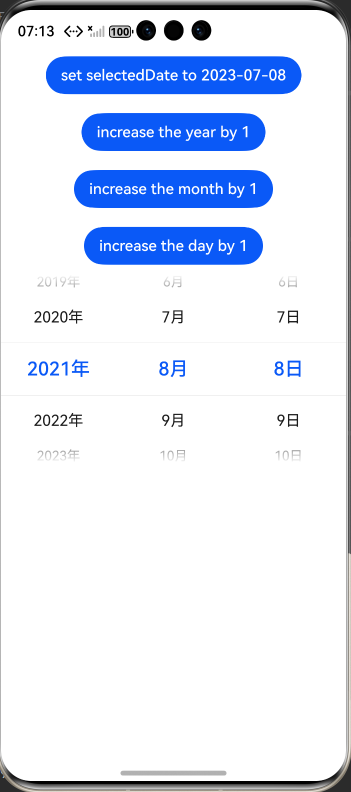 07:13 100
set selectedDate to 2023-07-08
increase the year by 1
increase the month by 1
increase the day by 1
2019年 6月 6日
2020年 7月 7日
2021年 8月 8日
2022年 9月 9日
2023年 10月 10日